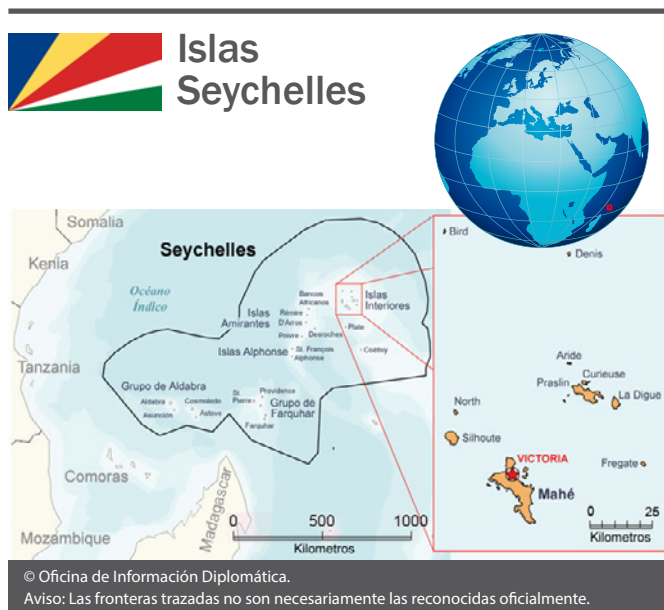 Islas
Seychelles
Somalia
Kenia
Tanzania
Comoras
Mozambique
Madagascar
Océano
Índico
Seychelles
Bancos
Africanos
Islas
Interiores
Islas
Amirantes
Rémire
D'Arros
Poivre
Desroches
Plate
Islas Alphonse
St. François
Alphonse
Coëtivy
Grupo de Aldabra
Aldabra
Cosmoledo
Asunción
Astove
St.
Pierre
Providence
Grupo de
Farquhar
Farquhar
0 500 1000
Kilometros
Bird
Denis
Aride
Curieuse
Praslin
La Digue
North
Silhoute
VICTORIA
Fregate
Mahé
0 25
Kilometros
© Oficina de Información Diplomática.
Aviso: Las fronteras trazadas no son necesariamente las reconocidas oficialmente.